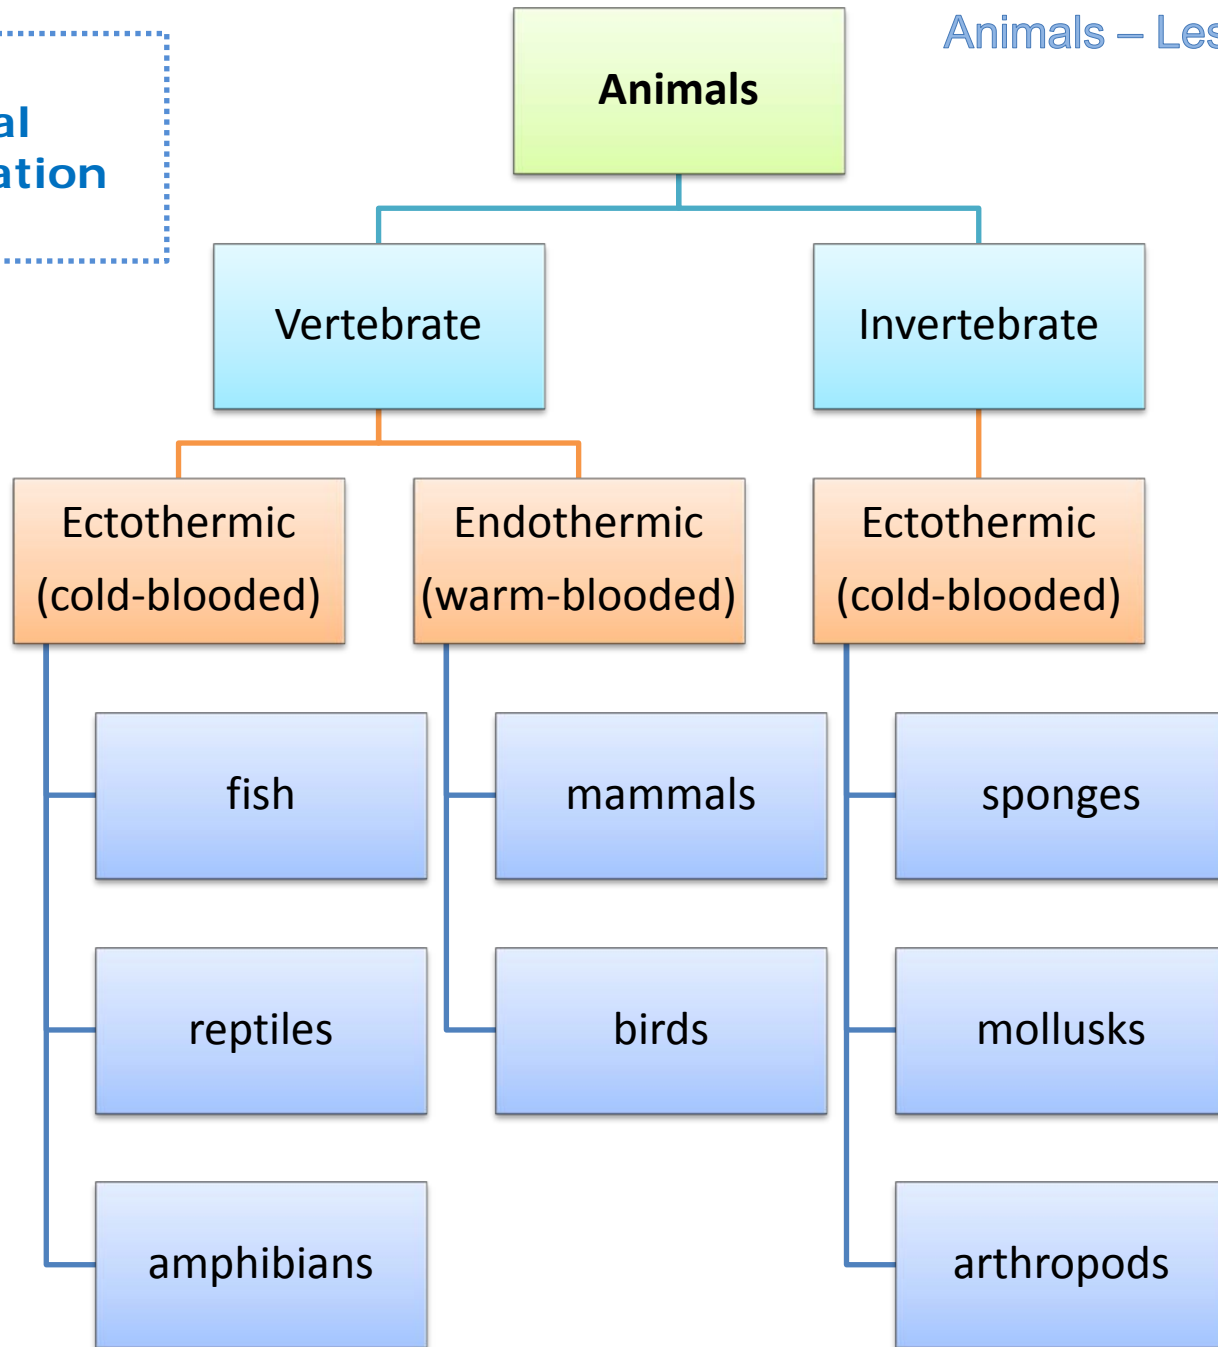 Animals – Les
al
ation
Animals
Vertebrate
Invertebrate
Ectothermic
(cold-blooded)
Endothermic
(warm-blooded)
Ectothermic
(cold-blooded)
fish
mammals
sponges
reptiles
birds
mollusks
amphibians
arthropods